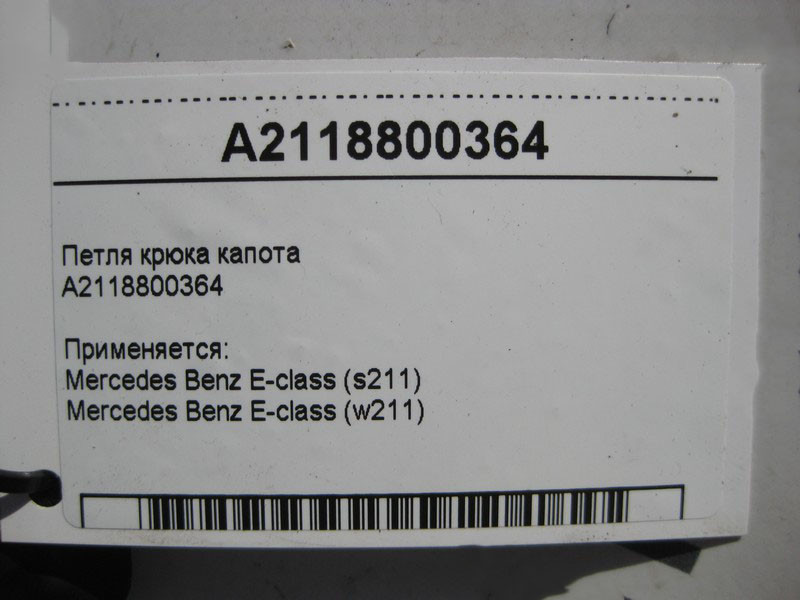 A2118800364
Петля крюка капота
A2118800364
Применяется:
Mercedes Benz E-class (s211)
Mercedes Benz E-class (w211)